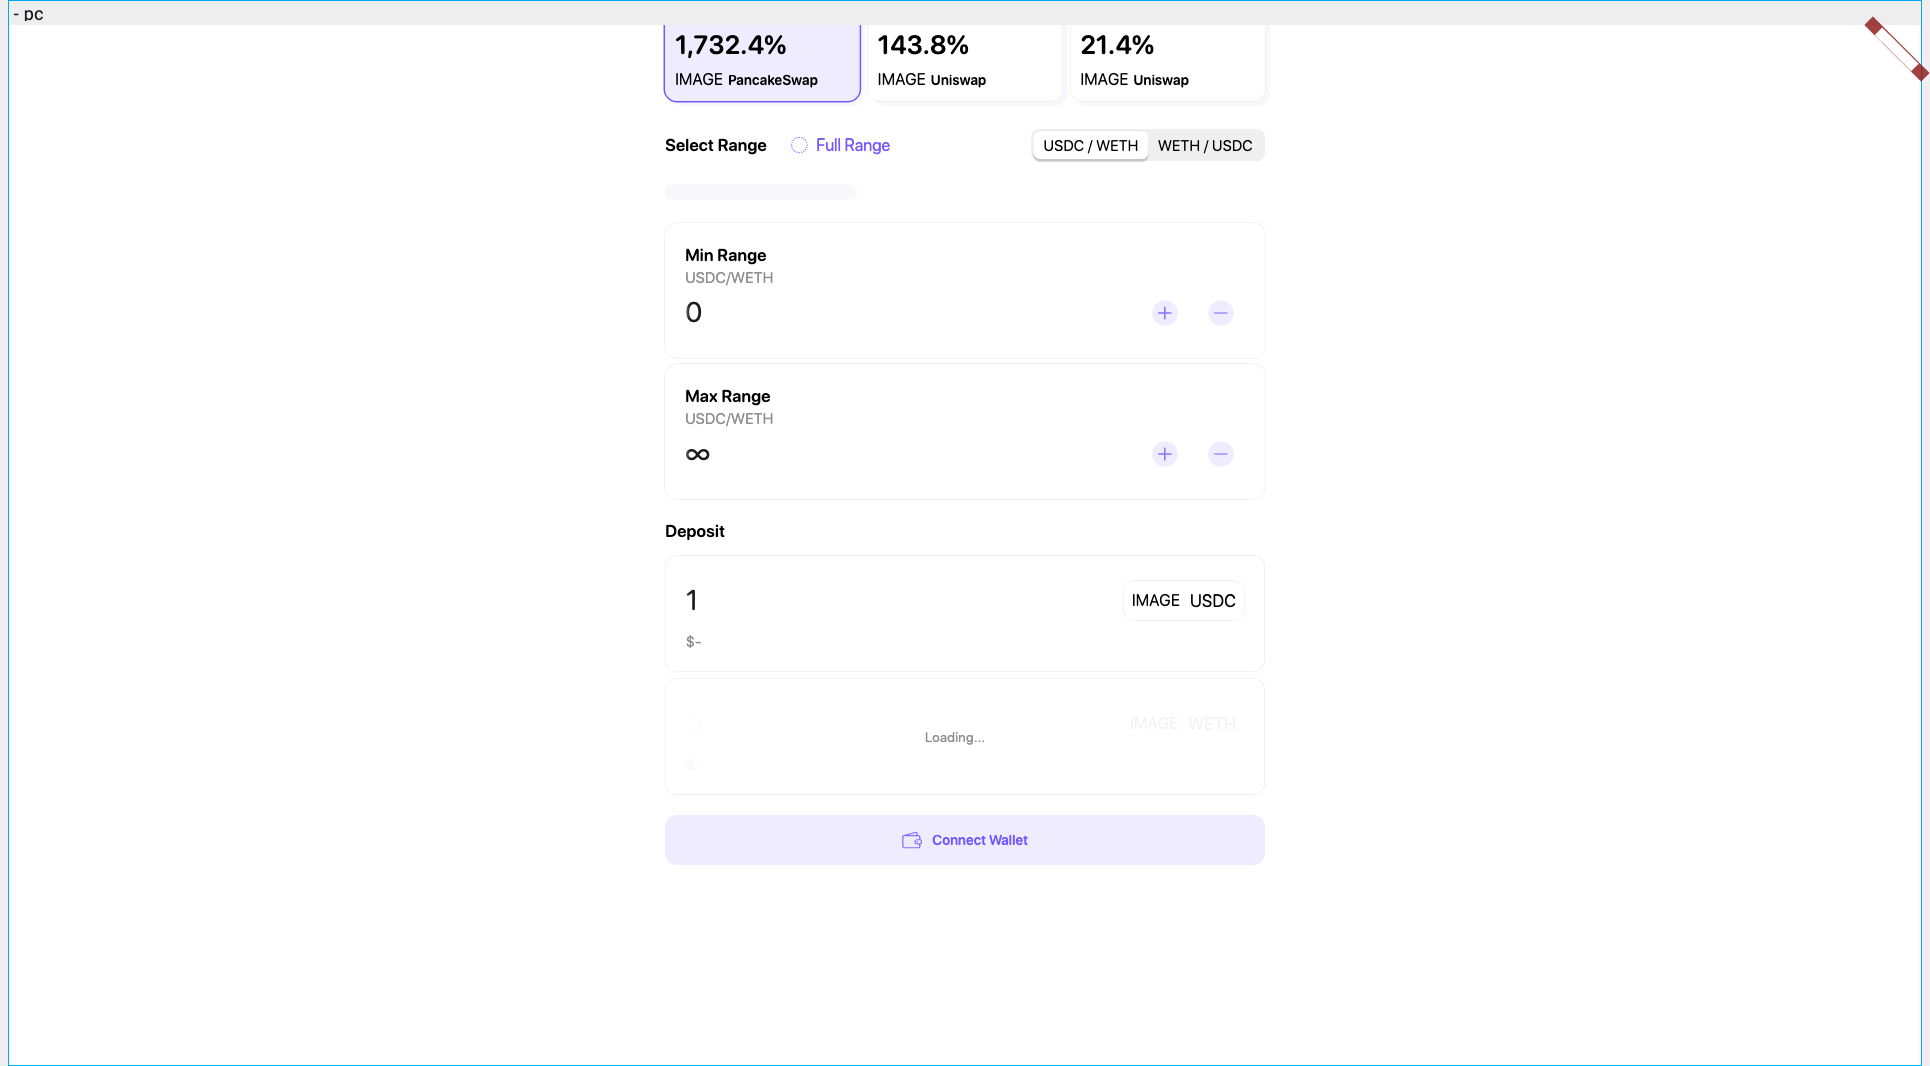 - pc
1,732.4% 143.8% 21.4%
IMAGE PancakeSwap IMAGE Uniswap IMAGE Uniswap
Select Range Full Range USDC / WETH WETH / USDC
Min Range
USDC/WETH
0
Max Range
USDC/WETH
∞
Deposit
1 IMAGE USDC
$-
0 IMAGE WETH
Loading...
$-
Connect Wallet